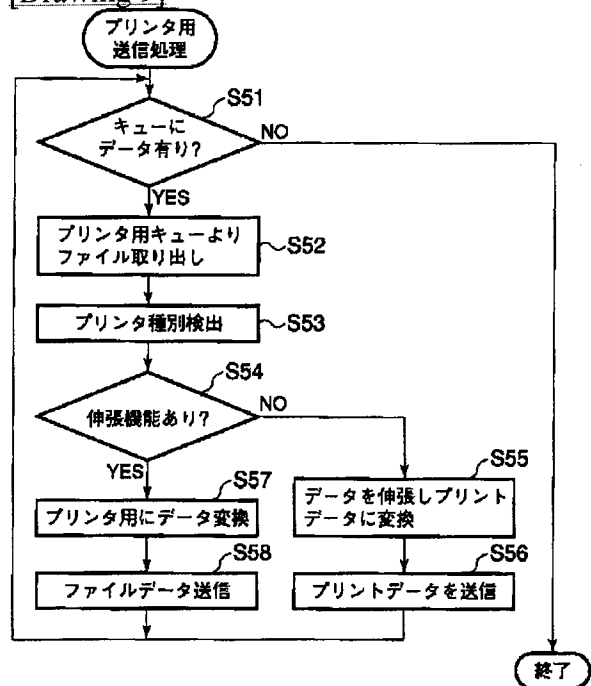 プリンタ用
送信処理
S51
キューに
データ有り?
NO
YES
プリンタ用キューより
ファイル取り出し
S52
プリンタ種別検出
S53
S54
伸張機能あり?
NO
YES
S57
プリンタ用にデータ変換
S55
データを伸張しプリント
データに変換
S58
ファイルデータ送信
S56
プリントデータを送信
終了